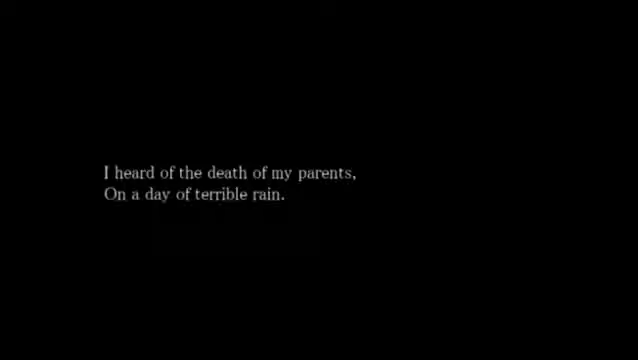 I heard of the death of my parents,
On a day of terrible rain.